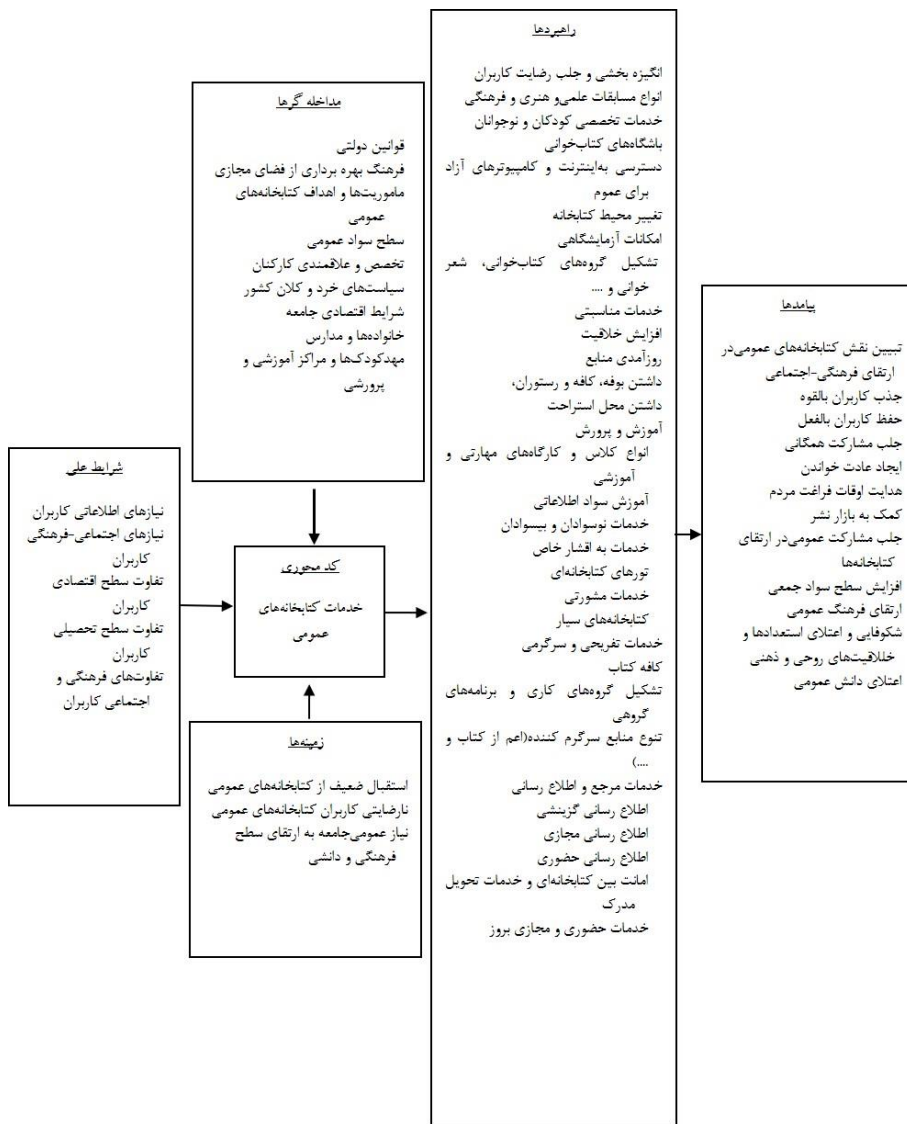 راهبردها
انگیزه بخشی و جلب رضایت کاربران
انواع مسابقات علمی‌و هنری و فرهنگی
خدمات تخصصی کودکان و نوجوانان
باشگاه‌های کتاب‌خوانی
دسترسی به‌اینترنت و کامپیوترهای آزاد
برای عموم
تغییر محیط کتابخانه
امکانات آزمایشگاهی
تشکیل گروه‌های کتاب‌خوانی، شعر
خوانی و ....
خدمات مناسبتی
افزایش خلاقیت
روزآمدی منابع
داشتن بوفه، کافه و رستوران،
داشتن محل استراحت
آموزش و پرورش
انواع کلاس و کارگاه‌های مهارتی و
آموزشی
آموزش سواد اطلاعاتی
خدمات نوسوادان و بیسوادان
خدمات به اقشار خاص
تورهای کتابخانه‌ای
خدمات مشورتی
کتابخانه‌های سیار
خدمات تفریحی و سرگرمی
کافه کتاب
تشکیل گروه‌های کاری و برنامه‌های
گروهی
تنوع منابع سرگرم کننده(اعم از کتاب و
....)
خدمات مرجع و اطلاع رسانی
اطلاع رسانی گزینشی
اطلاع رسانی مجازی
اطلاع رسانی حضوری
امانت بین کتابخانه‌ای و خدمات تحویل
مدرک
خدمات حضوری و مجازی بروز
مداخله گرها
قوانین دولتی
فرهنگ بهره برداری از فضای مجازی
ماموریت‌ها و اهداف کتابخانه‌های
عمومی
سطح سواد عمومی
تخصص و علاقمندی کارکنان
سیاست‌های خرد و کلان کشور
شرایط اقتصادی جامعه
خانواده‌ها و مدارس
مهدکودک‌ها و مراکز آموزشی و
پرورشی
پیامدها
تبیین نقش کتابخانه‌های عمومی‌در
ارتقای فرهنگی-اجتماعی
جذب کاربران بالقوه
حفظ کاربران بالفعل
جلب مشارکت همگانی
ایجاد عادت خواندن
هدایت اوقات فراغت مردم
کمک به بازار نشر
جلب مشارکت عمومی‌در ارتقای
کتابخانه‌ها
افزایش سطح سواد جمعی
ارتقای فرهنگ عمومی
شکوفایی و اعتلای استعدادها و
خللاقیت‌های روحی و ذهنی
اعتلای دانش عمومی
شرایط علی
نیازهای اطلاعاتی کاربران
نیازهای اجتماعی-فرهنگی
کاربران
تفاوت سطح اقتصادی
کاربران
تفاوت سطح تحصیلی
کاربران
تفاوت‌های فرهنگی و
اجتماعی کاربران
کد محوری
خدمات کتابخانه‌های
عمومی
زمینه‌ها
استقبال ضعیف از کتابخانه‌های عمومی
نارضایتی کاربران کتابخانه‌های عمومی
نیاز عمومی‌جامعه به ارتقای سطح
فرهنگی و دانشی